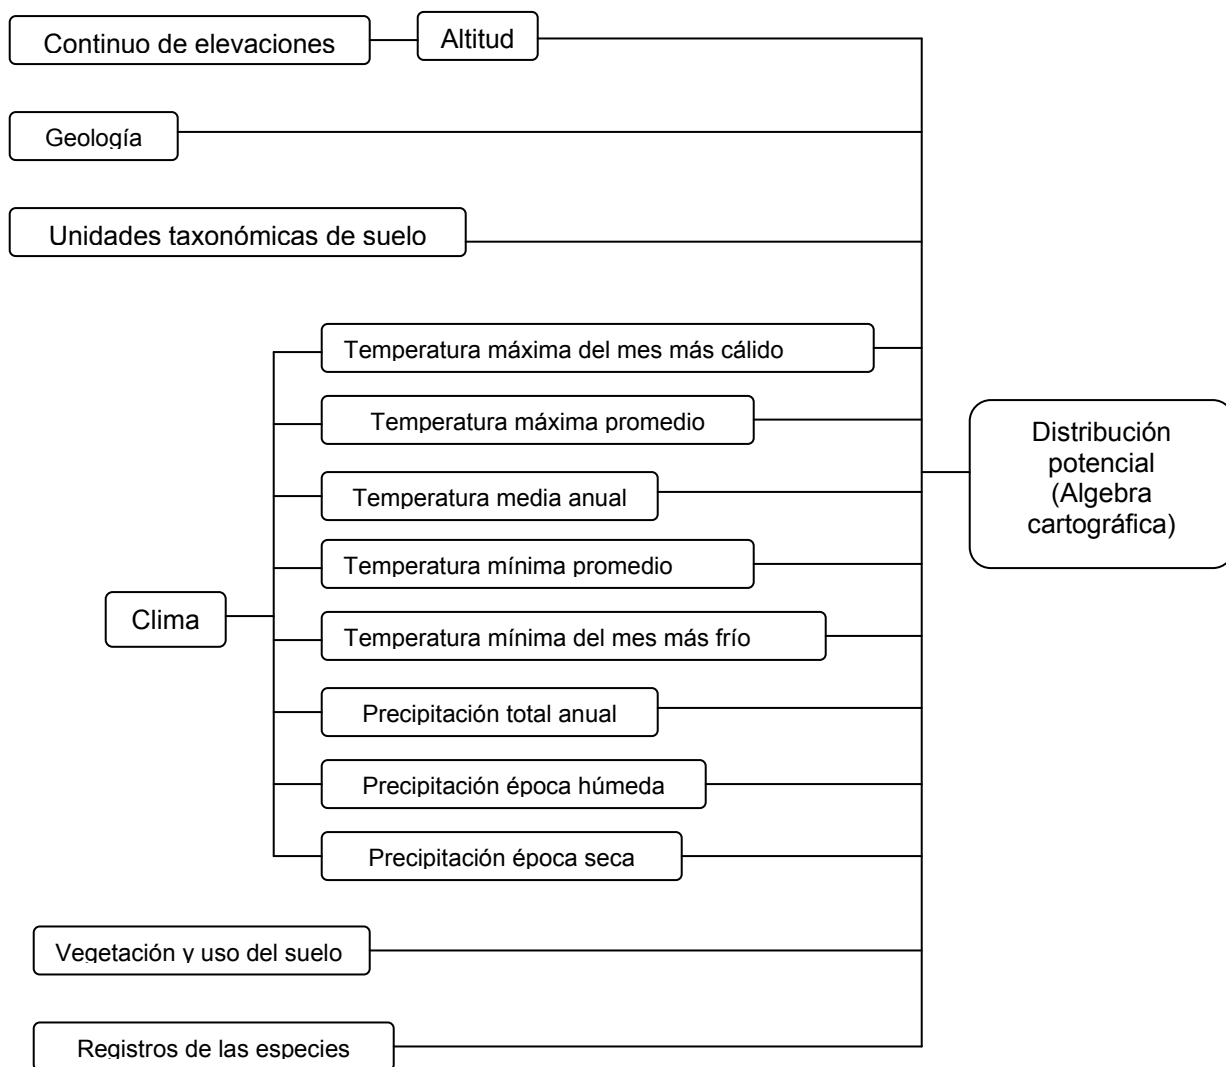 Continuo de elevaciones
Altitud
Geología
Unidades taxonómicas de suelo
Temperatura máxima del mes más cálido
Temperatura máxima promedio
Temperatura media anual
Temperatura mínima promedio
Clima
Temperatura mínima del mes más frío
Precipitación total anual
Precipitación época húmeda
Precipitación época seca
Vegetación y uso del suelo
Registros de las especies
Distribución
potencial
(Algebra
cartográfica)